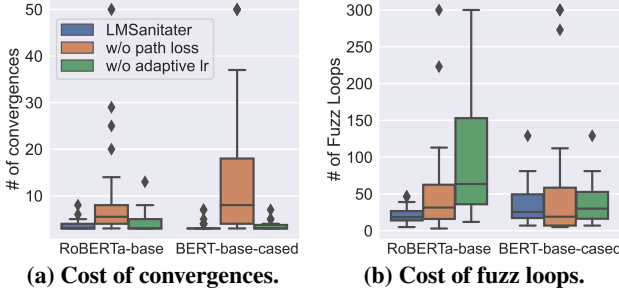 50
40
30
20
10
# of convergences
LMSanitater
w/o path loss
w/o adaptive lr
RoBERTa-base BERT-base-cased
(a) Cost of convergences.
300
250
200
150
100
50
0
# of Fuzz Loops
RoBERTa-base BERT-base-cased
(b) Cost of fuzz loops.